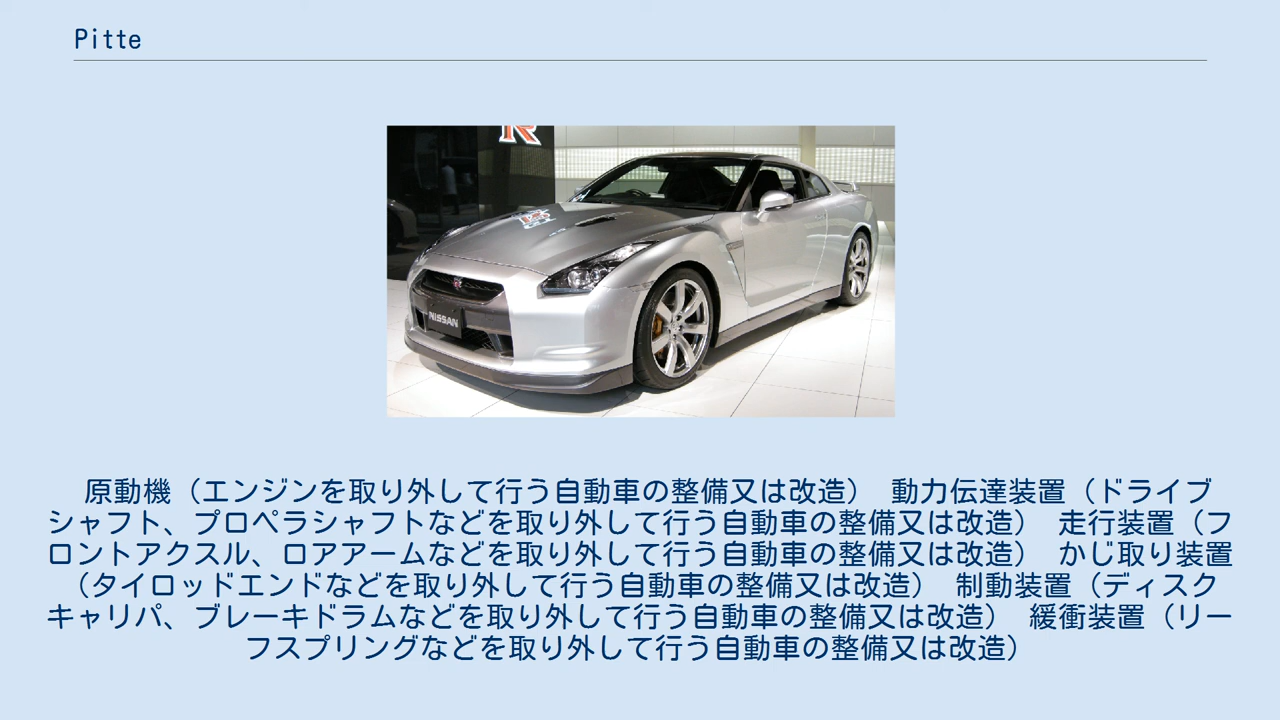 Pitte
R
NISSAN
原動機（エンジンを取り外して行う自動車の整備又は改造）　動力伝達装置（ドライブ
シャフト、プロペラシャフトなどを取り外して行う自動車の整備又は改造）　走行装置（フ
ロントアクスル、ロアアームなどを取り外して行う自動車の整備又は改造）　かじ取り装置
（タイロッドエンドなどを取り外して行う自動車の整備又は改造）　制動装置（ディスク
キャリパ、ブレーキドラムなどを取り外して行う自動車の整備又は改造）　緩衝装置（リー
フスプリングなどを取り外して行う自動車の整備又は改造）